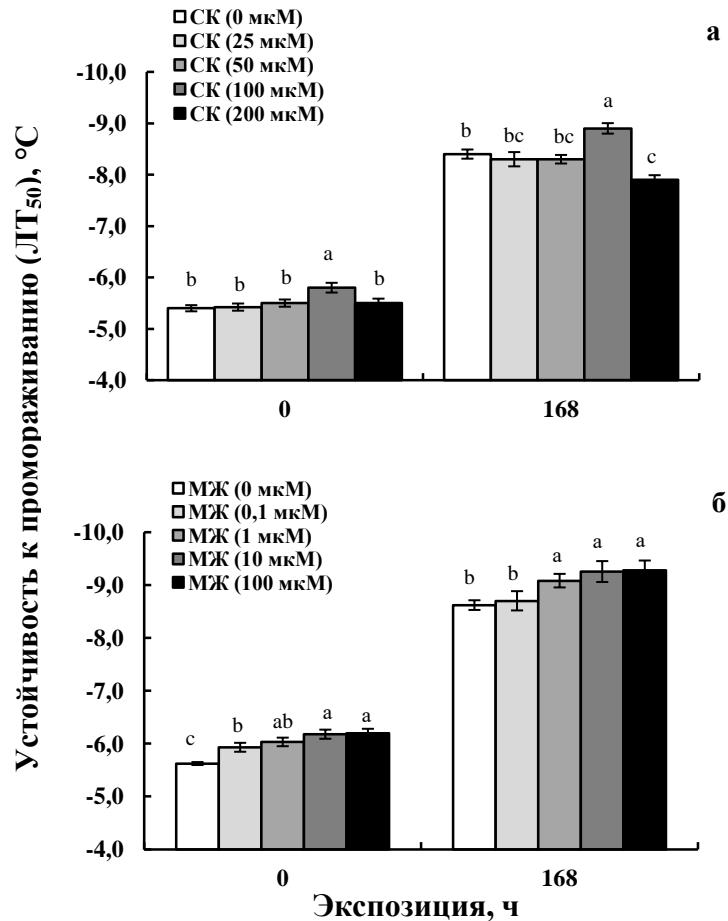 Устойчивость к промораживанию (ЛТ50), °С
а
СК (0 мкМ)
СК (25 мкМ)
СК (50 мкМ)
СК (100 мкМ)
СК (200 мкМ)
-10,0
-9,0
-8,0
-7,0
-6,0
-5,0
-4,0
b
b
b
a
b
b
bc
bc
a
c
0
168
б
МЖ (0 мкМ)
МЖ (0,1 мкМ)
МЖ (1 мкМ)
МЖ (10 мкМ)
МЖ (100 мкМ)
-10,0
-9,0
-8,0
-7,0
-6,0
-5,0
-4,0
c
b
ab
a
a
b
b
a
a
a
0
168
Экспозиция, ч